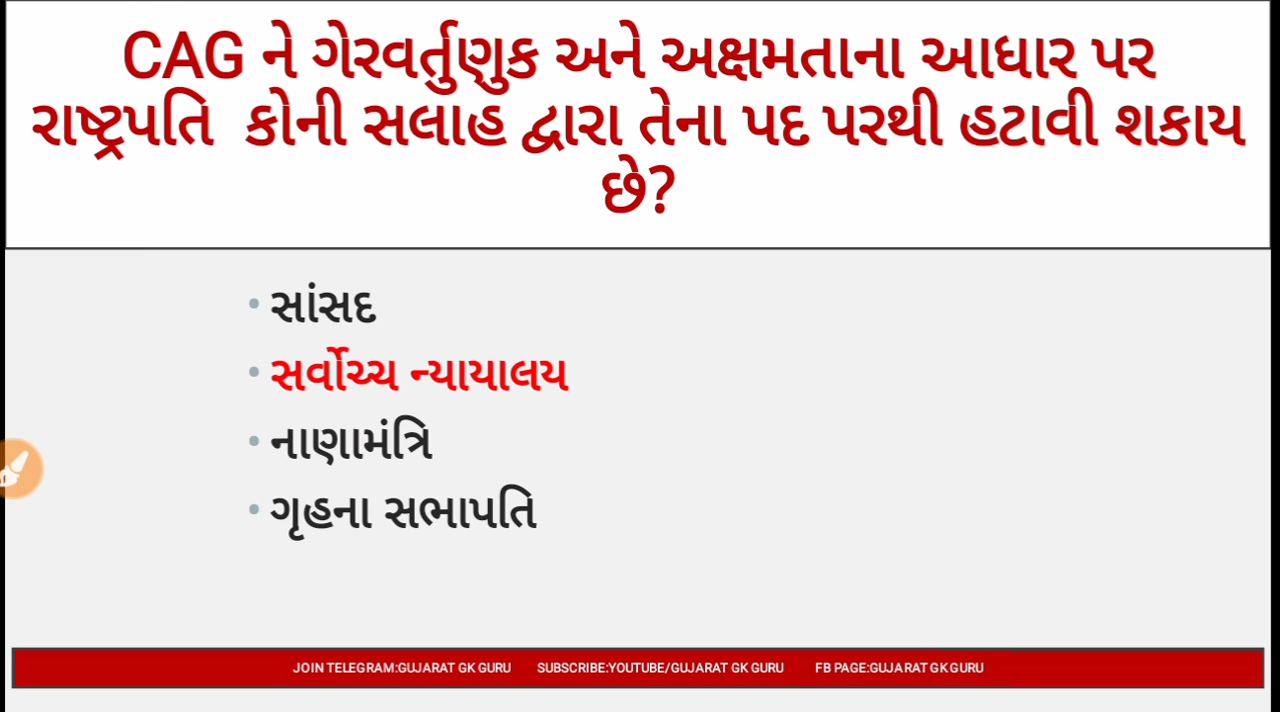 CAG ને ગેરવર્તુણુક અને અક્ષમતાના આધાર પર
રાષ્ટ્રપતિ કોની સલાહ દ્વારા તેના પદ પરથી હટાવી શકાય
છે?
• સાંસદ
• સર્વોચ્ચ ન્યાયાલય
• નાણામંત્રિ
• ગૃહના સભાપતિ
JOIN TELEGRAM:GUJARAT GK GURU SUBSCRIBE:YOUTUBE/GUJARAT GK GURU FB PAGE:GUJARAT GK GURU